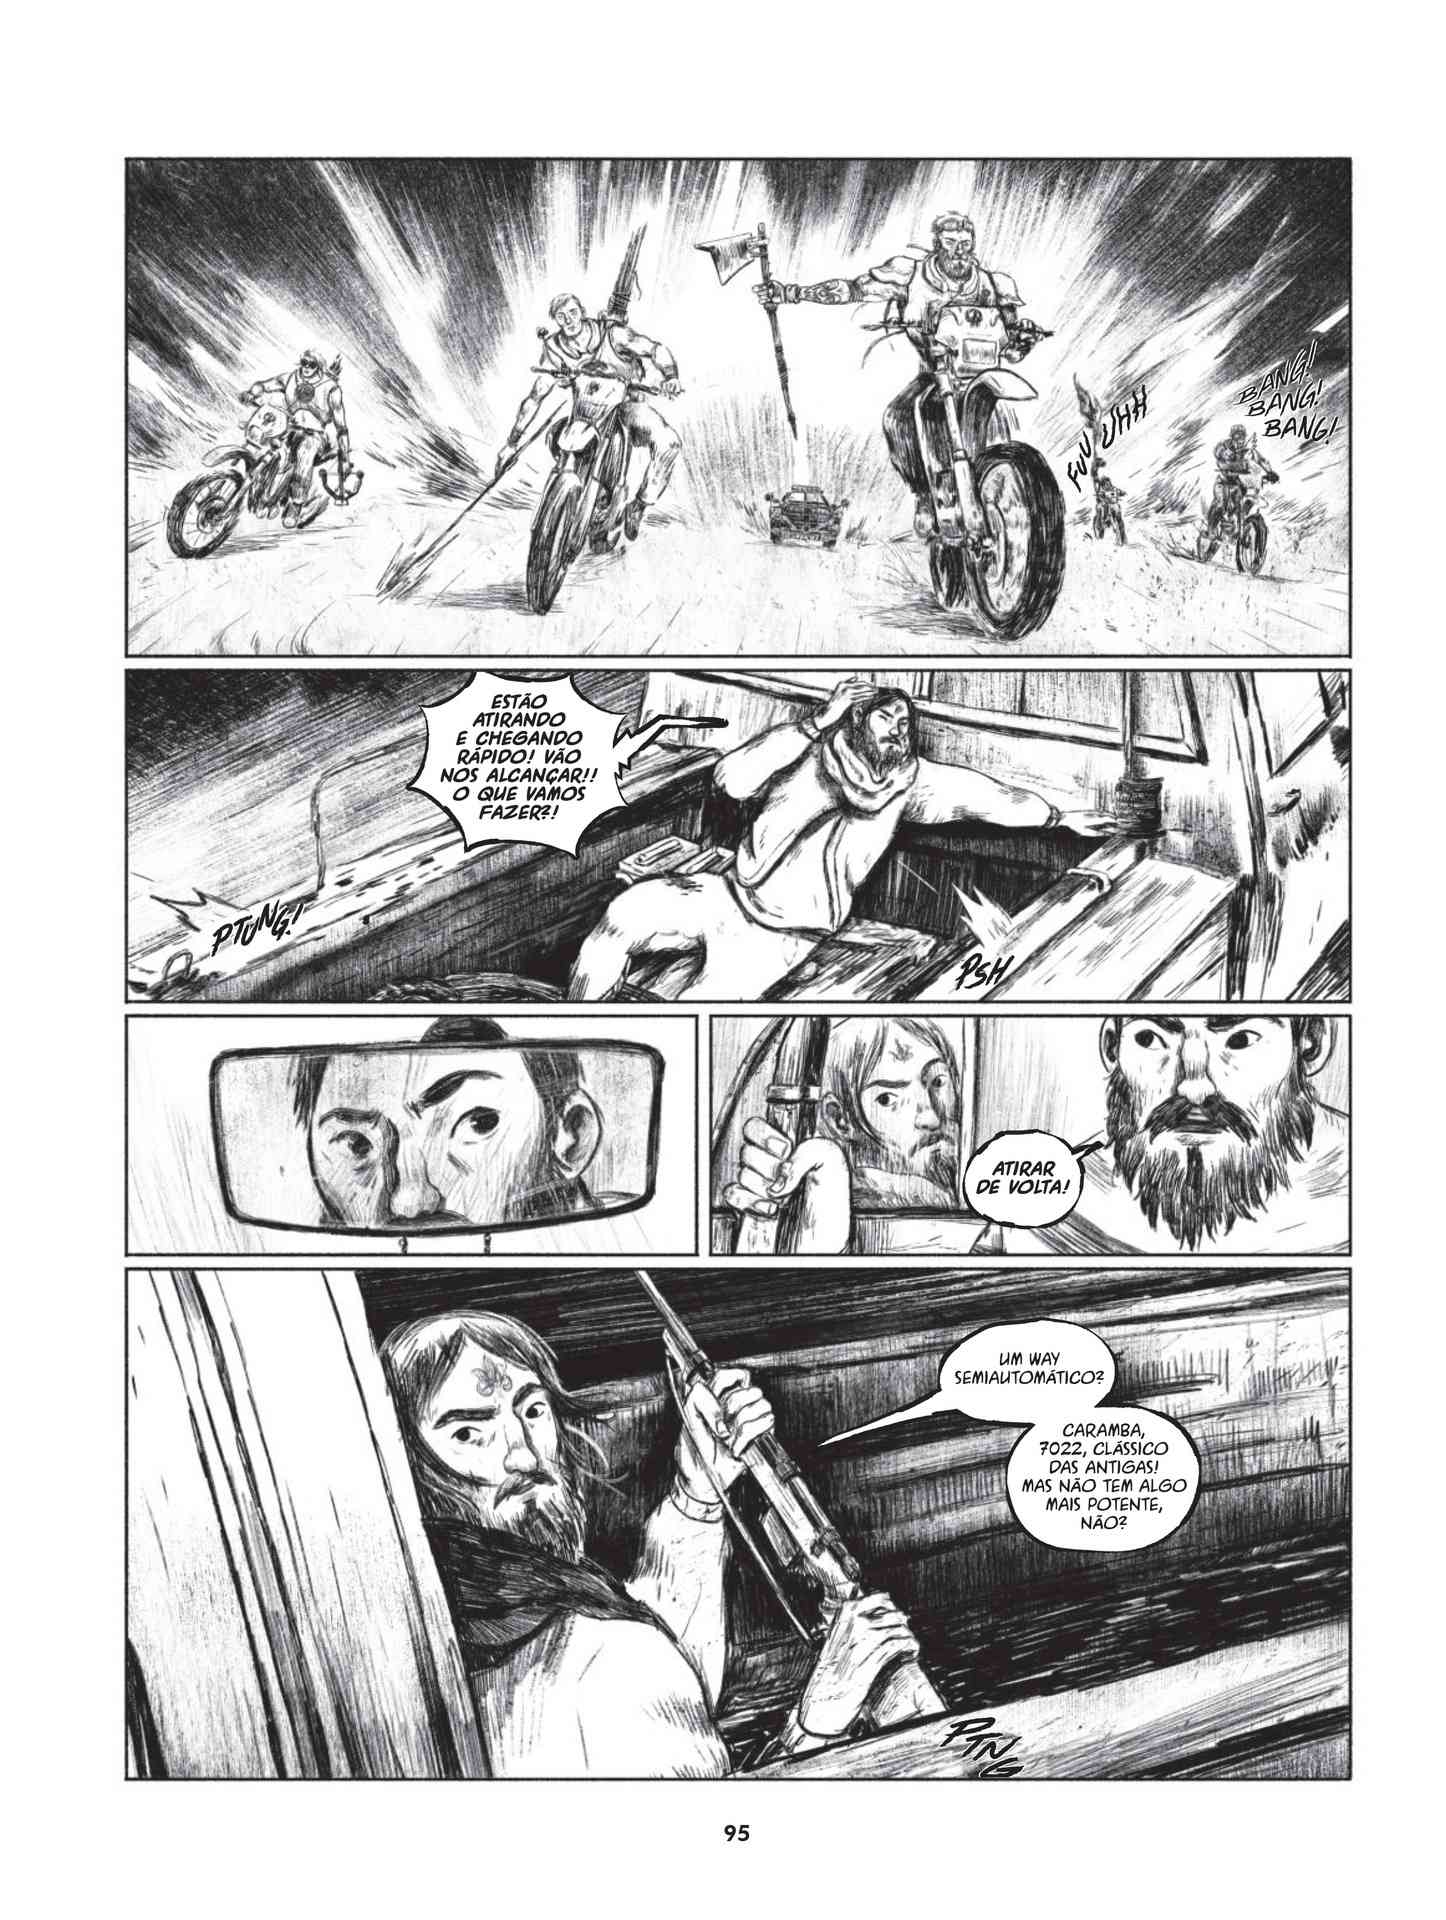 FUUUUHH
BANG!
BANG!
BANG!
ESTÃO
ATIRANDO
E CHEGANDO
RÁPIDO! VÃO
NOS ALCANÇAR!!
O QUE VAMOS
FAZER?!
PTUNG!
PSH
ATIRAR
DE VOLTA!
UM WAY
SEMIAUTOMÁTICO?
CARAMBA,
7022, CLÁSSICO
DAS ANTIGAS!
MAS NÃO TEM ALGO
MAIS POTENTE,
NÃO?
PTNG
95